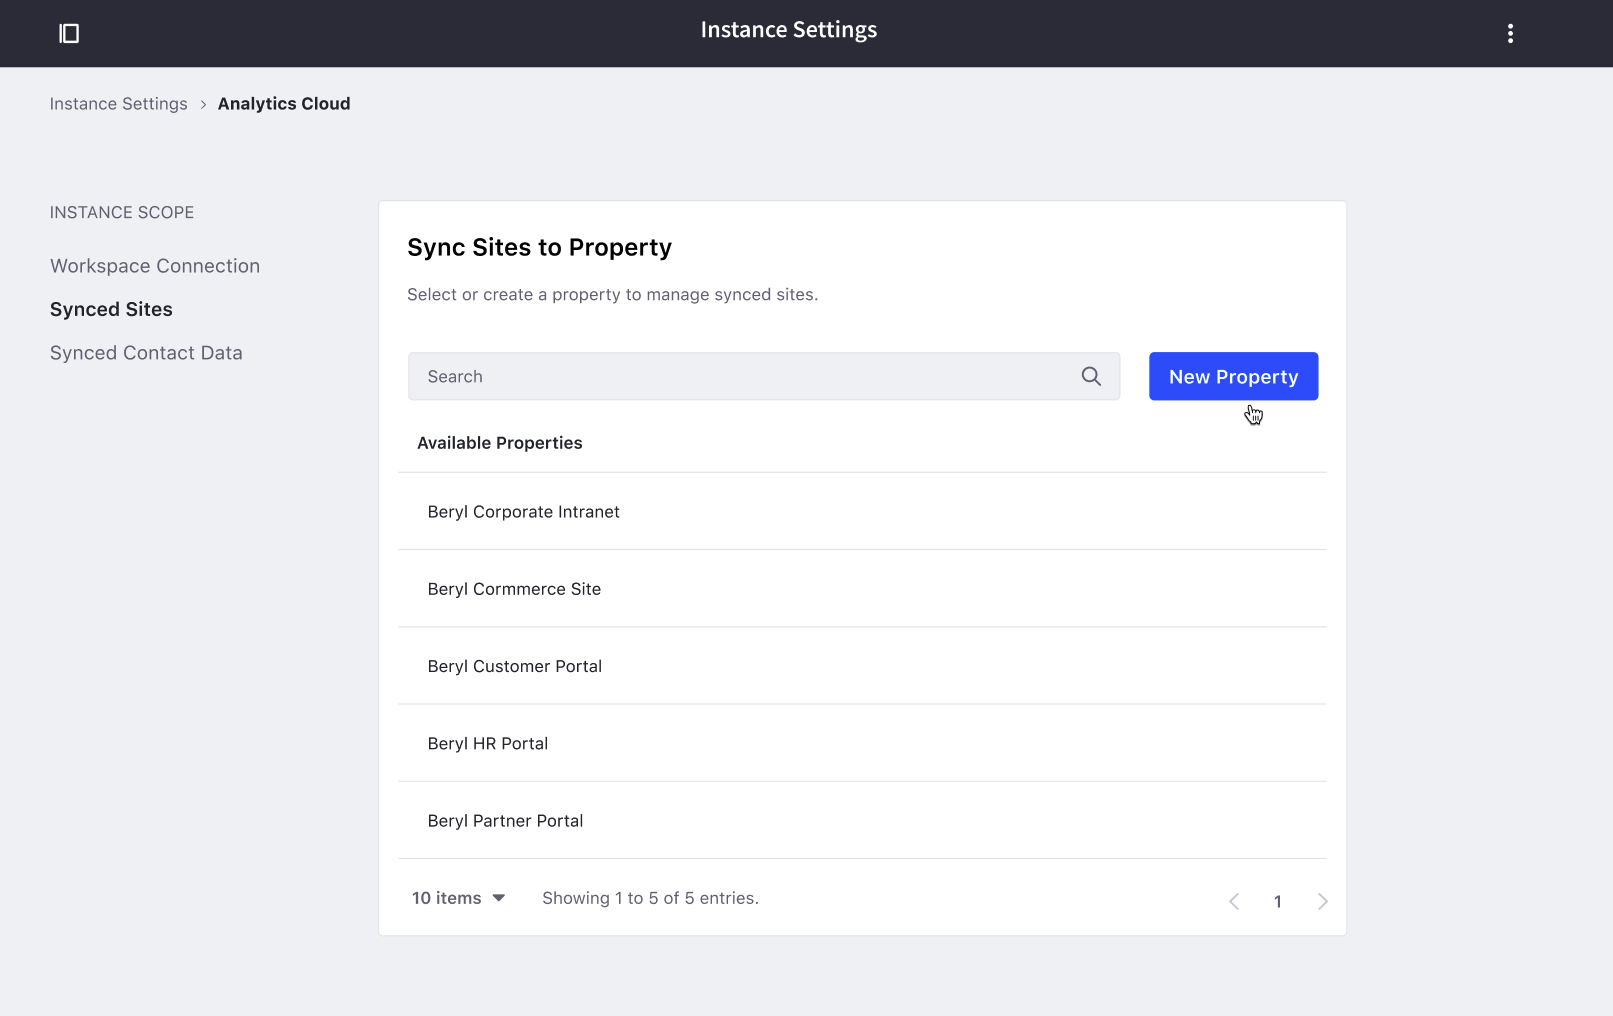 Instance Settings
Instance Settings > Analytics Cloud
INSTANCE SCOPE
Workspace Connection
Synced Sites
Synced Contact Data
Sync Sites to Property
Select or create a property to manage synced sites.
Search
New Property
Available Properties
Beryl Corporate Intranet
Beryl Cormmerce Site
Beryl Customer Portal
Beryl HR Portal
Beryl Partner Portal
10 items Showing 1 to 5 of 5 entries. 1